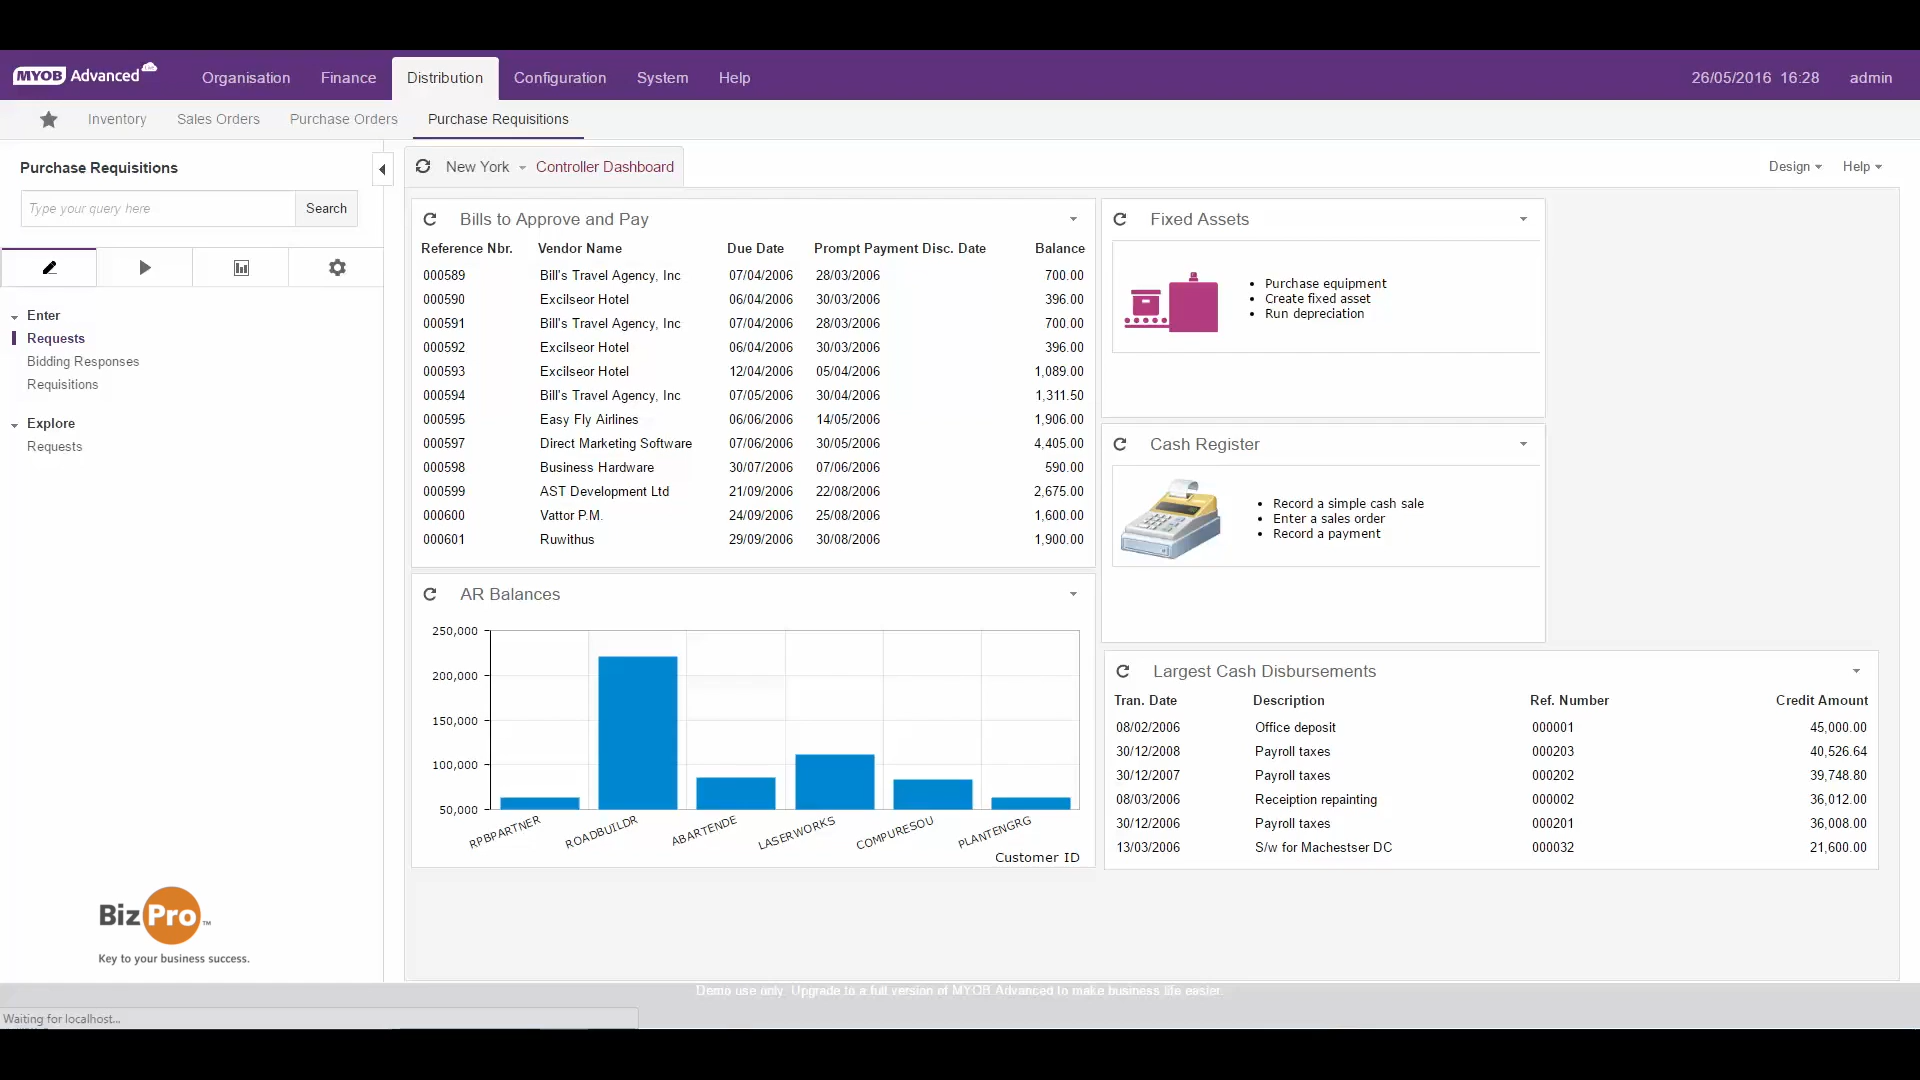 MYOB Advanced
Organisation Finance Distribution Configuration System Help 26/05/2016 16:28 admin
Inventory Sales Orders Purchase Orders Purchase Requisitions
Purchase Requisitions
Type your query here Search
Enter
Requests
Bidding Responses
Requisitions
Explore
Requests
BizPro™
Key to your business success.
New York Controller Dashboard Design Help
Bills to Approve and Pay
Reference Nbr. Vendor Name Due Date Prompt Payment Disc. Date Balance
000589 Bill's Travel Agency, Inc 07/04/2006 28/03/2006 700.00
000590 Excilseor Hotel 06/04/2006 30/03/2006 396.00
000591 Bill's Travel Agency, Inc 07/04/2006 28/03/2006 700.00
000592 Excilseor Hotel 06/04/2006 30/03/2006 396.00
000593 Excilseor Hotel 12/04/2006 05/04/2006 1,089.00
000594 Bill's Travel Agency, Inc 07/05/2006 30/04/2006 1,311.50
000595 Easy Fly Airlines 06/06/2006 14/05/2006 1,906.00
000597 Direct Marketing Software 07/06/2006 30/05/2006 4,405.00
000598 Business Hardware 30/07/2006 07/06/2006 590.00
000599 AST Development Ltd 21/09/2006 22/08/2006 2,675.00
000600 Vattor P.M. 24/09/2006 25/08/2006 1,600.00
000601 Ruwithus 29/09/2006 30/08/2006 1,900.00
Fixed Assets
Purchase equipment
Create fixed asset
Run depreciation
Cash Register
Record a simple cash sale
Enter a sales order
Record a payment
AR Balances
250,000
200,000
150,000
100,000
50,000
RPBPARTNER ROADBUILDR ABARTENDE LASERWORKS COMPURESOU PLANTENGRG
Customer ID
Largest Cash Disbursements
Tran. Date Description Ref. Number Credit Amount
08/02/2006 Office deposit 000001 45,000.00
30/12/2008 Payroll taxes 000203 40,526.64
30/12/2007 Payroll taxes 000202 39,748.80
08/03/2006 Receiption repainting 000002 36,012.00
30/12/2006 Payroll taxes 000201 36,008.00
13/03/2006 S/w for Machestser DC 000032 21,600.00
Demo use only. Upgrade to a full version of MYOB Advanced to make business life easier.
Waiting for localhost...